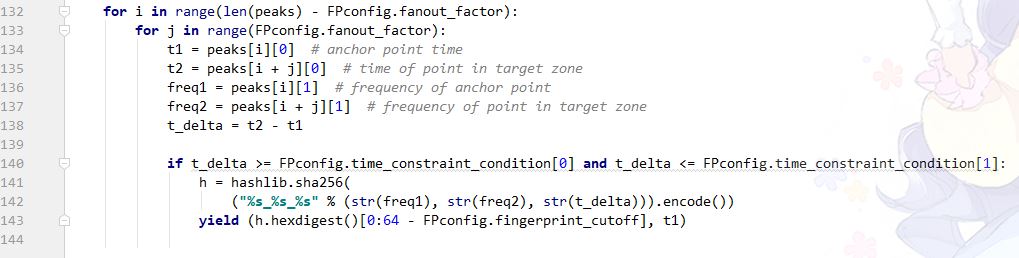 132 for i in range(len(peaks) - FPconfig.fanout_factor):
133 for j in range(FPconfig.fanout_factor):
134 t1 = peaks[i][0]  # anchor point time
135 t2 = peaks[i + j][0]  # time of point in target zone
136 freq1 = peaks[i][1]  # frequency of anchor point
137 freq2 = peaks[i + j][1]  # frequency of point in target zone
138 t_delta = t2 - t1
139
140 if t_delta >= FPconfig.time_constraint_condition[0] and t_delta <= FPconfig.time_constraint_condition[1]:
141 h = hashlib.sha256(
142 ("%s_%s_%s" % (str(freq1), str(freq2), str(t_delta))).encode())
143 yield (h.hexdigest()[0:64 - FPconfig.fingerprint_cutoff], t1)
144